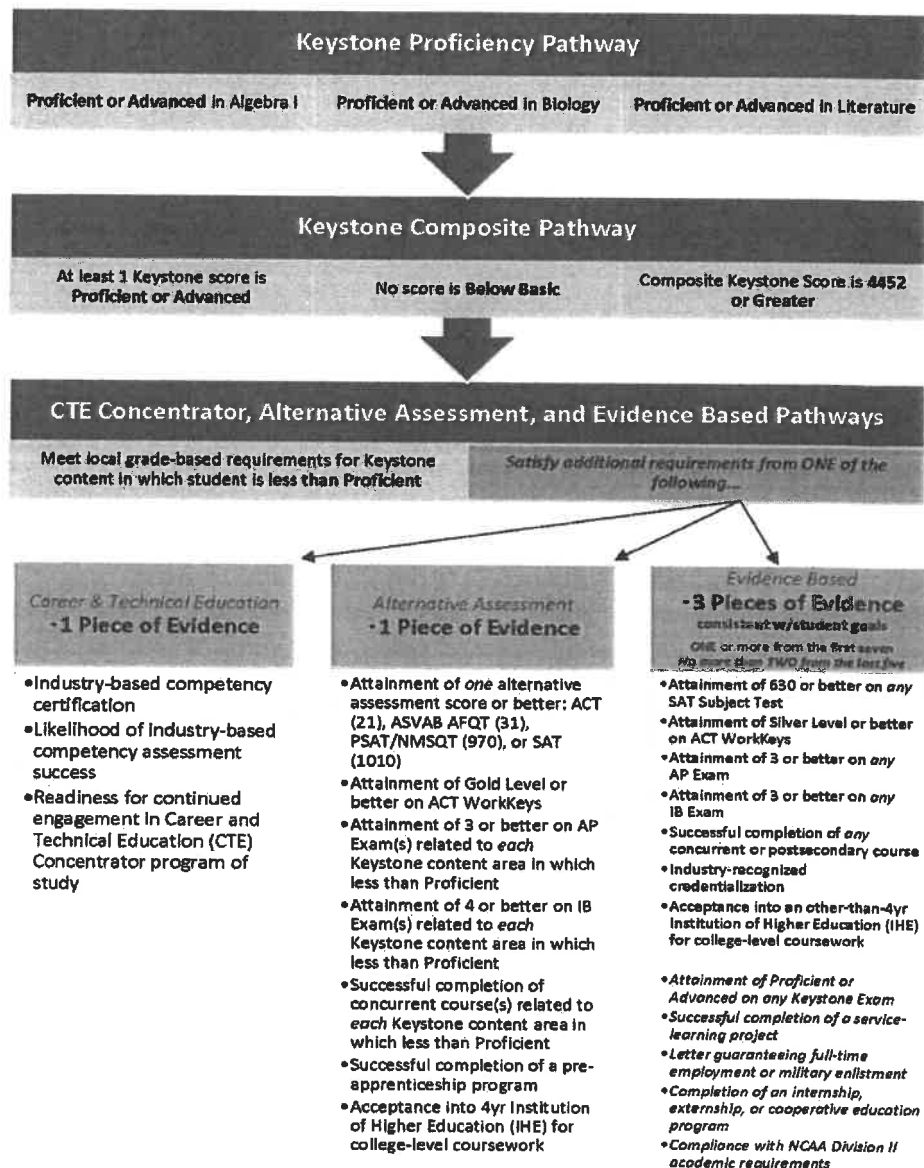 Keystone Proficiency Pathway
Proficient or Advanced in Algebra I
Proficient or Advanced in Biology
Proficient or Advanced in Literature
Keystone Composite Pathway
At least 1 Keystone score is
Proficient or Advanced
No score is Below Basic
Composite Keystone Score is 4452
or Greater
CTE Concentrator, Alternative Assessment, and Evidence Based Pathways
Meet local grade-based requirements for Keystone
content in which student is less than Proficient
Satisfy additional requirements from ONE of the
following...
Career & Technical Education
-1 Piece of Evidence
•Industry-based competency
certification
•Likelihood of industry-based
competency assessment
success
•Readiness for continued
engagement in Career and
Technical Education (CTE)
Concentrator program of
study
Alternative Assessment
-1 Piece of Evidence
•Attainment of one alternative
assessment score or better: ACT
(21), ASVAB AFQT (31),
PSAT/NMSQT (970), or SAT
(1010)
•Attainment of Gold Level or
better on ACT WorkKeys
•Attainment of 3 or better on AP
Exam(s) related to each
Keystone content area in which
less than Proficient
•Attainment of 4 or better on IB
Exam(s) related to each
Keystone content area in which
less than Proficient
•Successful completion of
concurrent course(s) related to
each Keystone content area in
which less than Proficient
•Successful completion of a pre-
apprenticeship program
•Acceptance into 4yr Institution
of Higher Education (IHE) for
college-level coursework
Evidence Based
-3 Pieces of Evidence
consistent w/student goals
ONE or more from the first seven
No more than TWO from the last five
•Attainment of 630 or better on any
SAT Subject Test
•Attainment of Silver Level or better
on ACT WorkKeys
•Attainment of 3 or better on any
AP Exam
•Attainment of 3 or better on any
IB Exam
•Successful completion of any
concurrent or postsecondary course
•Industry-recognized
credentialization
•Acceptance into an other-than-4yr
Institution of Higher Education (IHE)
for college-level coursework
•Attainment of Proficient or
Advanced on any Keystone Exam
•Successful completion of a service-
learning project
•Letter guaranteeing full-time
employment or military enlistment
•Completion of an internship,
externship, or cooperative education
program
•Compliance with NCAA Division II
academic requirements